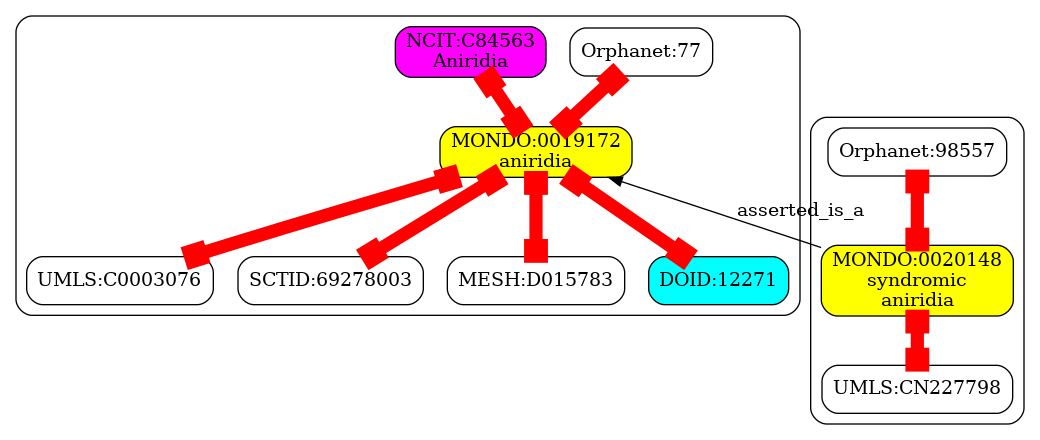 NCIT:C84563
Aniridia
Orphanet:77
MONDO:0019172
aniridia
Orphanet:98557
asserted_is_a
UMLS:C0003076
SCTID:69278003
MESH:D015783
DOID:12271
MONDO:0020148
syndromic
aniridia
UMLS:CN227798